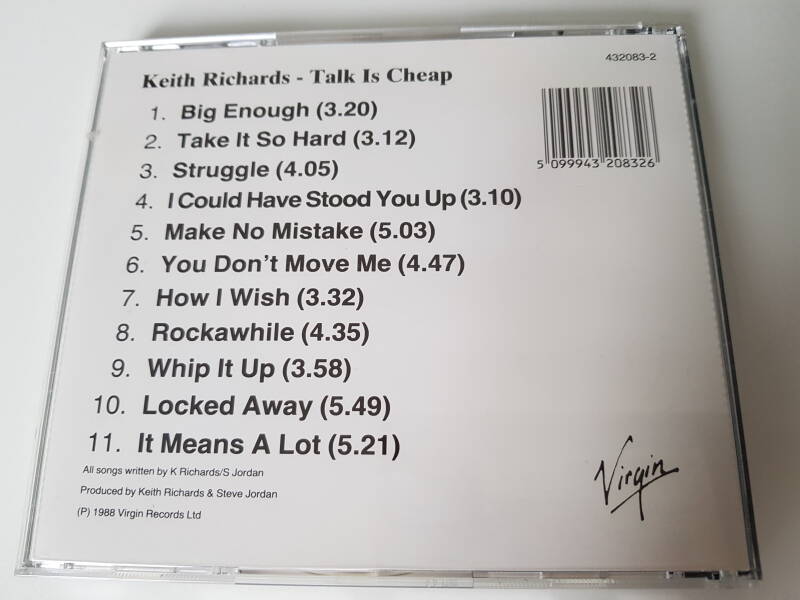 432083-2
Keith Richards - Talk Is Cheap
1. Big Enough (3.20)
2. Take It So Hard (3.12)
3. Struggle (4.05)
4. I Could Have Stood You Up (3.10)
5. Make No Mistake (5.03)
6. You Don't Move Me (4.47)
7. How I Wish (3.32)
8. Rockawhile (4.35)
9. Whip It Up (3.58)
10. Locked Away (5.49)
11. It Means A Lot (5.21)
5 099943 208326
All songs written by K Richards/S Jordan
Produced by Keith Richards & Steve Jordan
(P) 1988 Virgin Records Ltd
Virgin